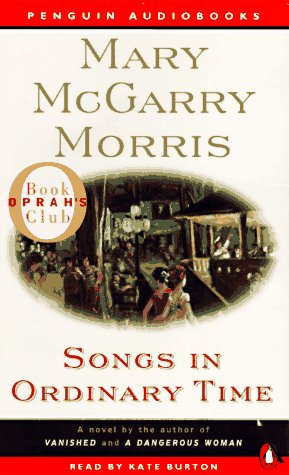 PENGUIN AUDIOBOOKS
MARY
MCGARRY
MORRIS
Book
OPRAH'S
Club
SONGS IN
ORDINARY TIME
A novel by the author of
VANISHED and A DANGEROUS WOMAN
READ BY KATE BURTON